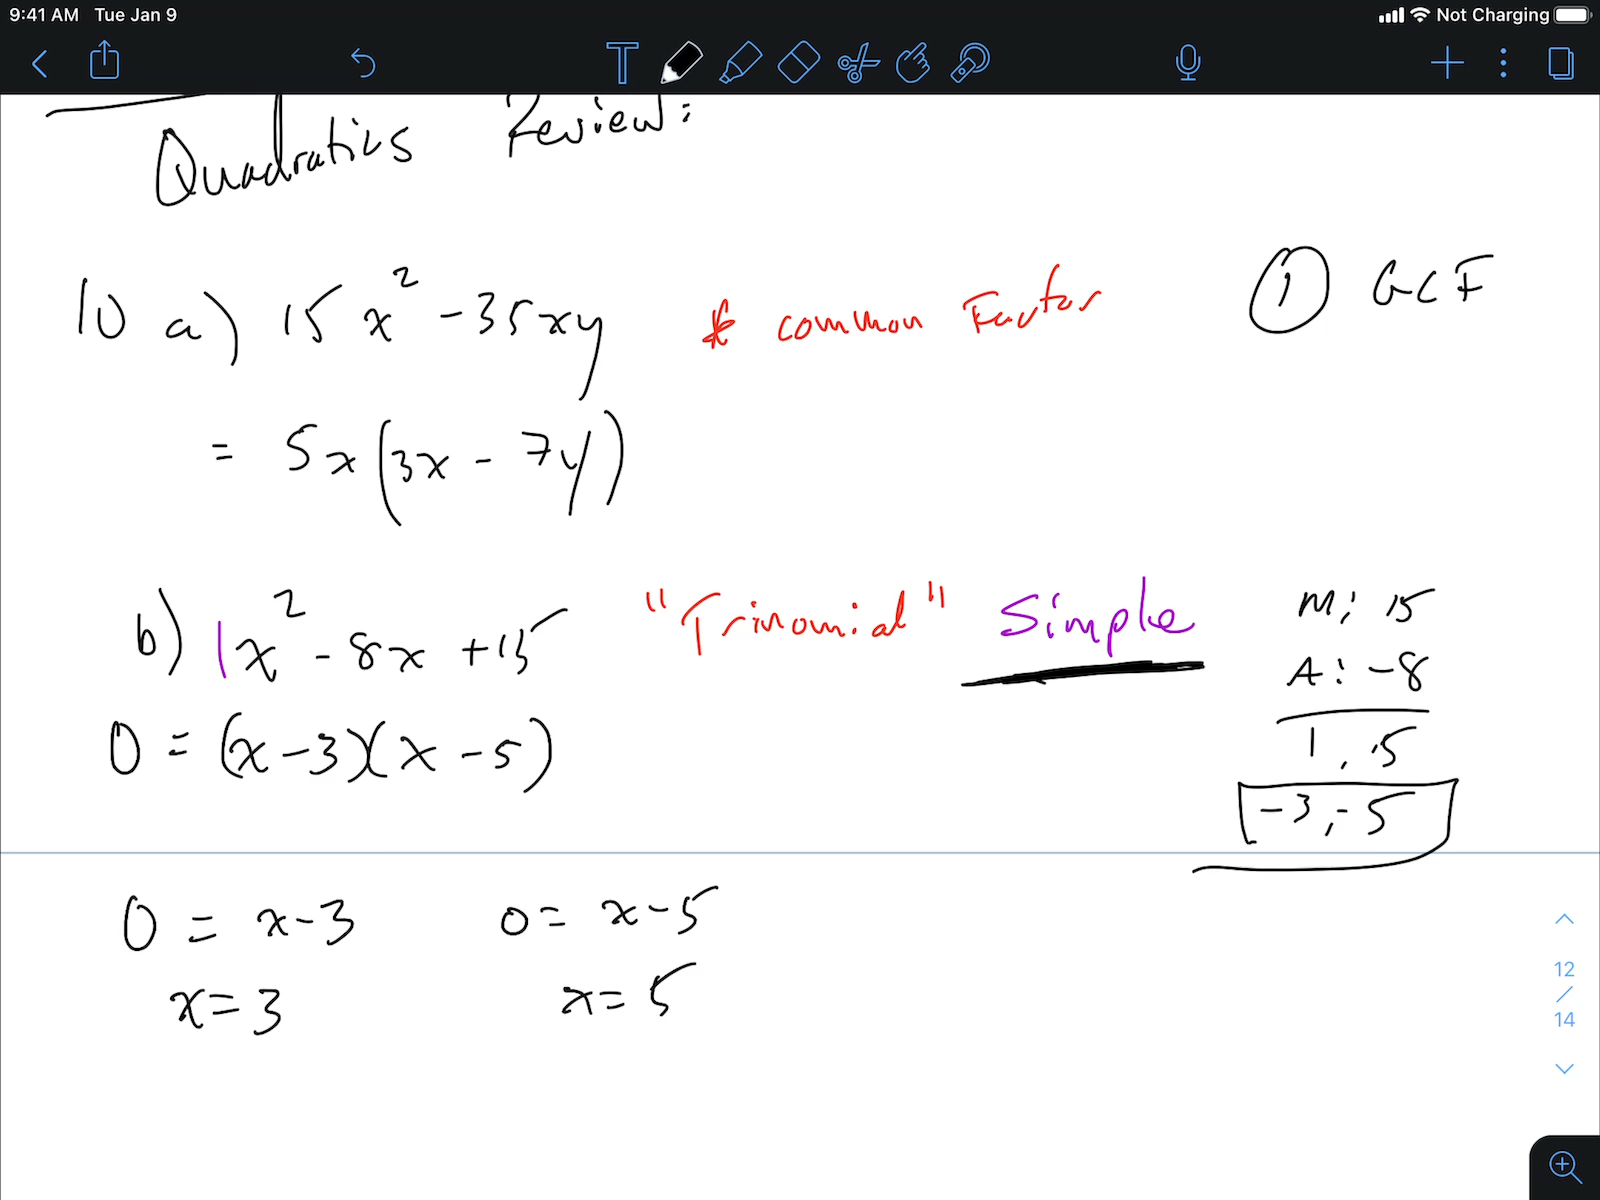 9:41 AM Tue Jan 9 Not Charging
Quadratics Review:
10 a) 15x² - 35xy * common Factor ① GCF
= 5x(3x - 7y)
b) 1x² - 8x + 15 "Trinomial" Simple
M: 15
A: -8
0 = (x-3)(x-5)
1, 15
-3, -5
0 = x-3 0 = x-5
x = 3 x = 5
12
/
14